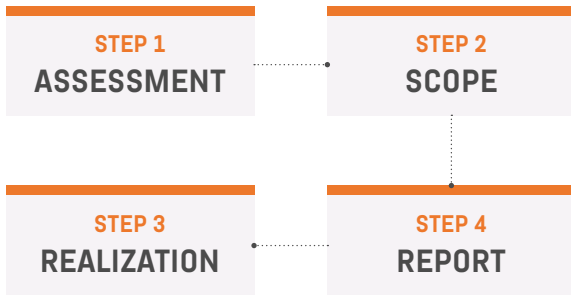 STEP 1
ASSESSMENT
STEP 2
SCOPE
STEP 3
REALIZATION
STEP 4
REPORT